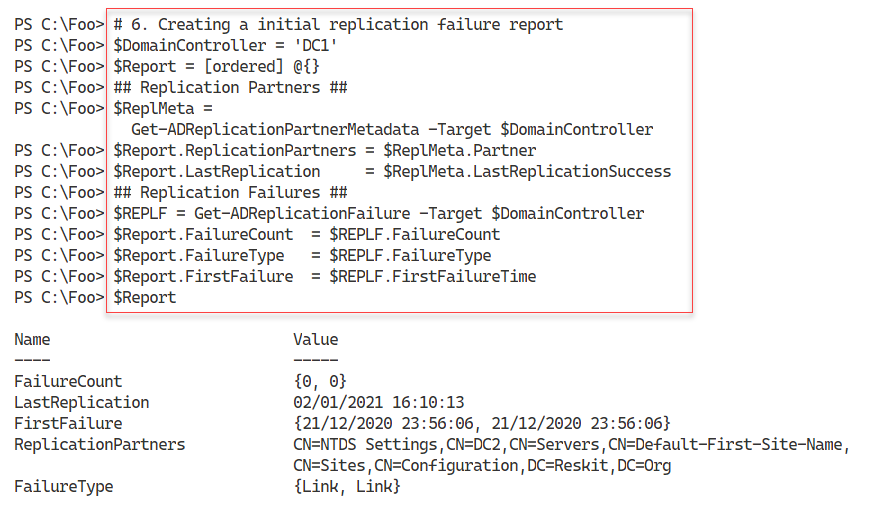 PS C:\Foo> # 6. Creating a initial replication failure report
PS C:\Foo> $DomainController = 'DC1'
PS C:\Foo> $Report = [ordered] @{}
PS C:\Foo> ## Replication Partners ##
PS C:\Foo> $ReplMeta =
             Get-ADReplicationPartnerMetadata -Target $DomainController
PS C:\Foo> $Report.ReplicationPartners = $ReplMeta.Partner
PS C:\Foo> $Report.LastReplication     = $ReplMeta.LastReplicationSuccess
PS C:\Foo> ## Replication Failures ##
PS C:\Foo> $REPLF = Get-ADReplicationFailure -Target $DomainController
PS C:\Foo> $Report.FailureCount  = $REPLF.FailureCount
PS C:\Foo> $Report.FailureType   = $REPLF.FailureType
PS C:\Foo> $Report.FirstFailure  = $REPLF.FirstFailureTime
PS C:\Foo> $Report
Name                           Value
----                           -----
FailureCount                   {0, 0}
LastReplication                02/01/2021 16:10:13
FirstFailure                   {21/12/2020 23:56:06, 21/12/2020 23:56:06}
ReplicationPartners            CN=NTDS Settings,CN=DC2,CN=Servers,CN=Default-First-Site-Name,
                               CN=Sites,CN=Configuration,DC=Reskit,DC=Org
FailureType                    {Link, Link}